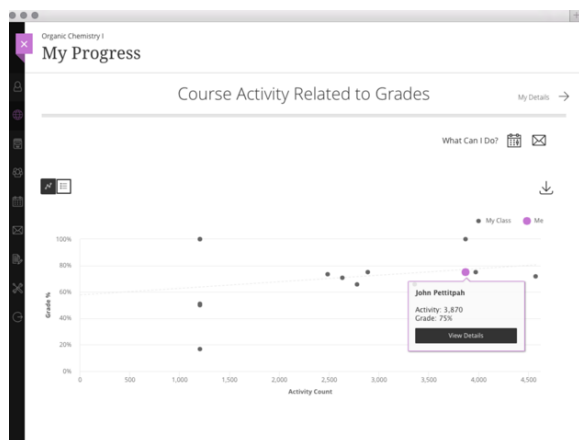 Organic Chemistry I
My Progress
Course Activity Related to Grades
My Details
What Can I Do?
My Class
Me
100%
80%
60%
40%
20%
0%
Grade %
John Pettitpah
Activity: 3,870
Grade: 75%
View Details
0
500
1,000
1,500
2,000
2,500
3,000
3,500
4,000
4,500
Activity Count